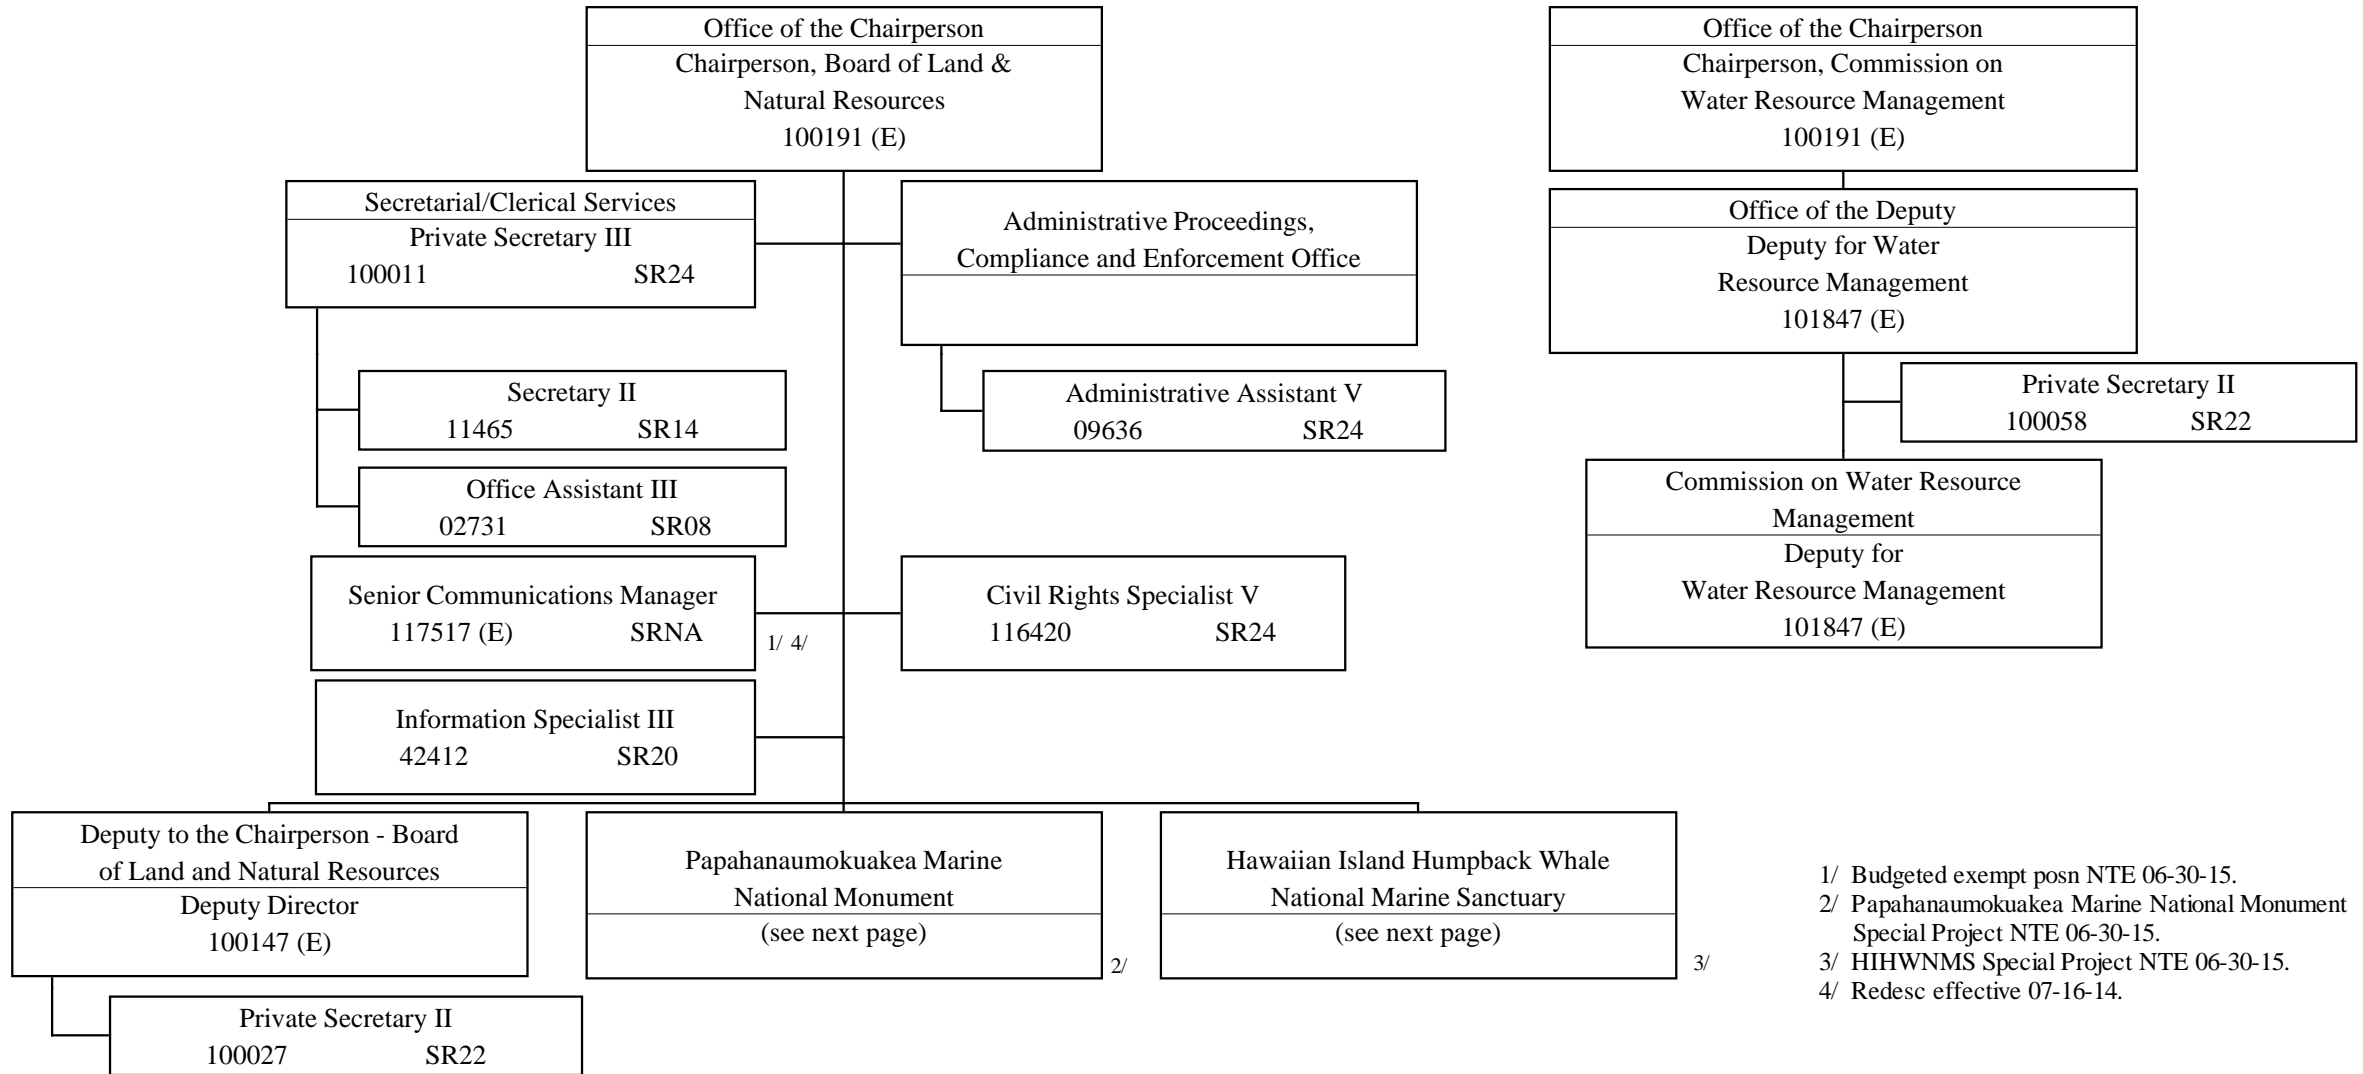 Office of the Chairperson
Chairperson, Board of Land &
Natural Resources
100191 (E)
Secretarial/Clerical Services
Private Secretary III
100011 SR24
Administrative Proceedings,
Compliance and Enforcement Office
Secretary II
11465 SR14
Administrative Assistant V
09636 SR24
Office Assistant III
02731 SR08
Senior Communications Manager
117517 (E) SRNA
1/ 4/
Civil Rights Specialist V
116420 SR24
Information Specialist III
42412 SR20
Deputy to the Chairperson - Board
of Land and Natural Resources
Deputy Director
100147 (E)
Private Secretary II
100027 SR22
Papahanaumokuakea Marine
National Monument
(see next page)
2/
Hawaiian Island Humpback Whale
National Marine Sanctuary
(see next page)
3/
Office of the Chairperson
Chairperson, Commission on
Water Resource Management
100191 (E)
Office of the Deputy
Deputy for Water
Resource Management
101847 (E)
Private Secretary II
100058 SR22
Commission on Water Resource
Management
Deputy for
Water Resource Management
101847 (E)
1/ Budgeted exempt posn NTE 06-30-15.
2/ Papahanaumokuakea Marine National Monument
Special Project NTE 06-30-15.
3/ HIHWNMS Special Project NTE 06-30-15.
4/ Redesc effective 07-16-14.